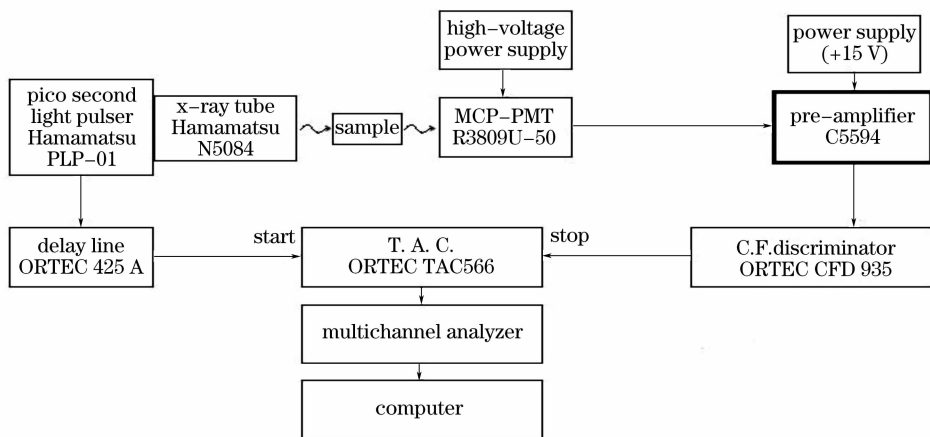 high-voltage
power supply
power supply
(+15 V)
pico second
light pulser
Hamamatsu
PLP-01
x-ray tube
Hamamatsu
N5084
sample
MCP-PMT
R3809U-50
pre-amplifier
C5594
delay line
ORTEC 425 A
start
T. A. C.
ORTEC TAC566
stop
C.F.discriminator
ORTEC CFD 935
multichannel analyzer
computer